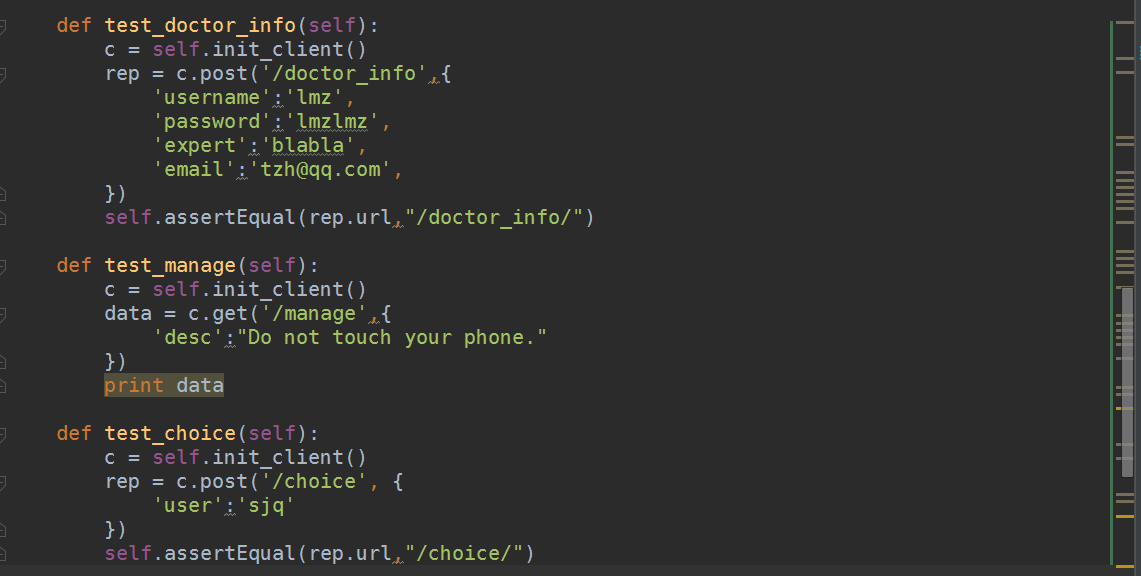 def test_doctor_info(self):
c = self.init_client()
rep = c.post('/doctor_info',{
'username':'lmz',
'password':'lmzlmz',
'expert':'blabla',
'email':'tzh@qq.com',
})
self.assertEqual(rep.url,"/doctor_info/")
def test_manage(self):
c = self.init_client()
data = c.get('/manage',{
'desc':"Do not touch your phone."
})
print data
def test_choice(self):
c = self.init_client()
rep = c.post('/choice', {
'user':'sjq'
})
self.assertEqual(rep.url,"/choice/")